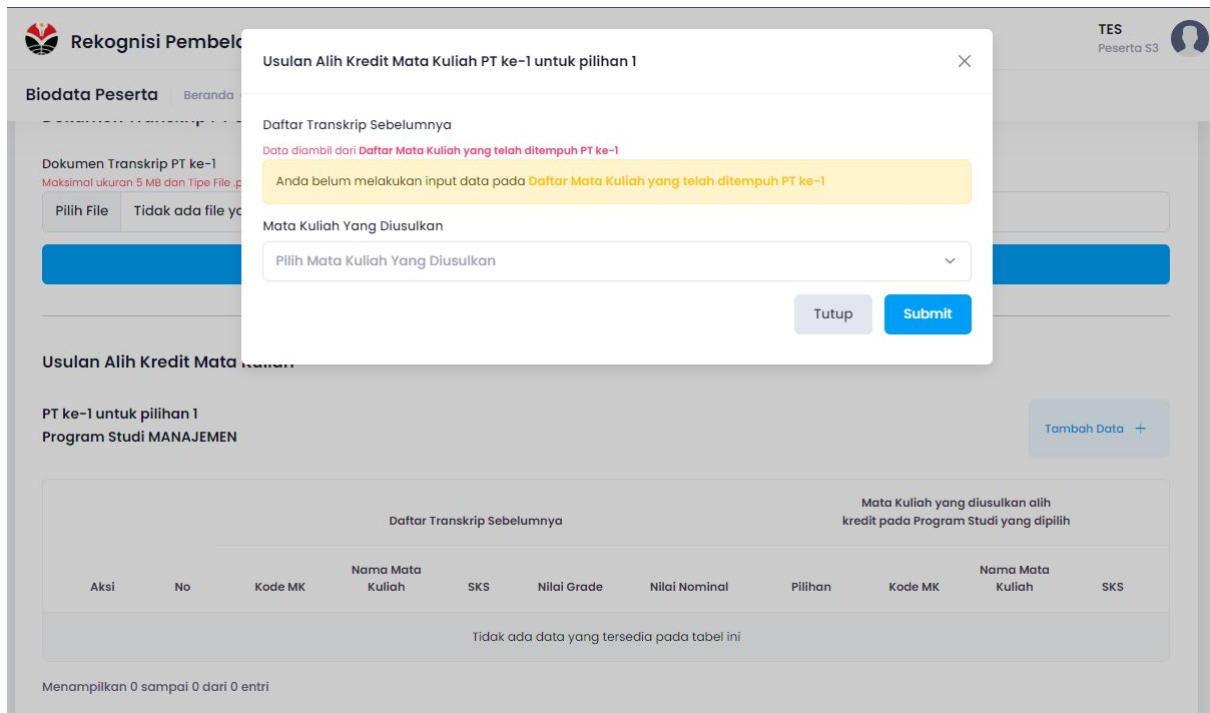 Rekognisi Pembela
TES
Peserta S3
Biodata Peserta
Beranda
Usulan Alih Kredit Mata Kuliah PT ke-1 untuk pilihan 1
Daftar Transkrip Sebelumnya
Data diambil dari Daftar Mata Kuliah yang telah ditempuh PT ke-1
Anda belum melakukan input data pada Daftar Mata Kuliah yang telah ditempuh PT ke-1
Mata Kuliah Yang Diusulkan
Pilih Mata Kuliah Yang Diusulkan
Tutup
Submit
Dokumen Transkrip PT ke-1
Maksimal ukuran 5 MB dan Tipe File .p
Pilih File
Tidak ada file
Usulan Alih Kredit Mata
PT ke-1 untuk pilihan 1
Program Studi MANAJEMEN
Tambah Data +
Daftar Transkrip Sebelumnya
Mata Kuliah yang diusulkan alih
kredit pada Program Studi yang dipilih
Aksi
No
Kode MK
Nama Mata
Kuliah
SKS
Nilai Grade
Nilai Nominal
Pilihan
Kode MK
Nama Mata
Kuliah
SKS
Tidak ada data yang tersedia pada tabel ini
Menampilkan 0 sampai 0 dari 0 entri